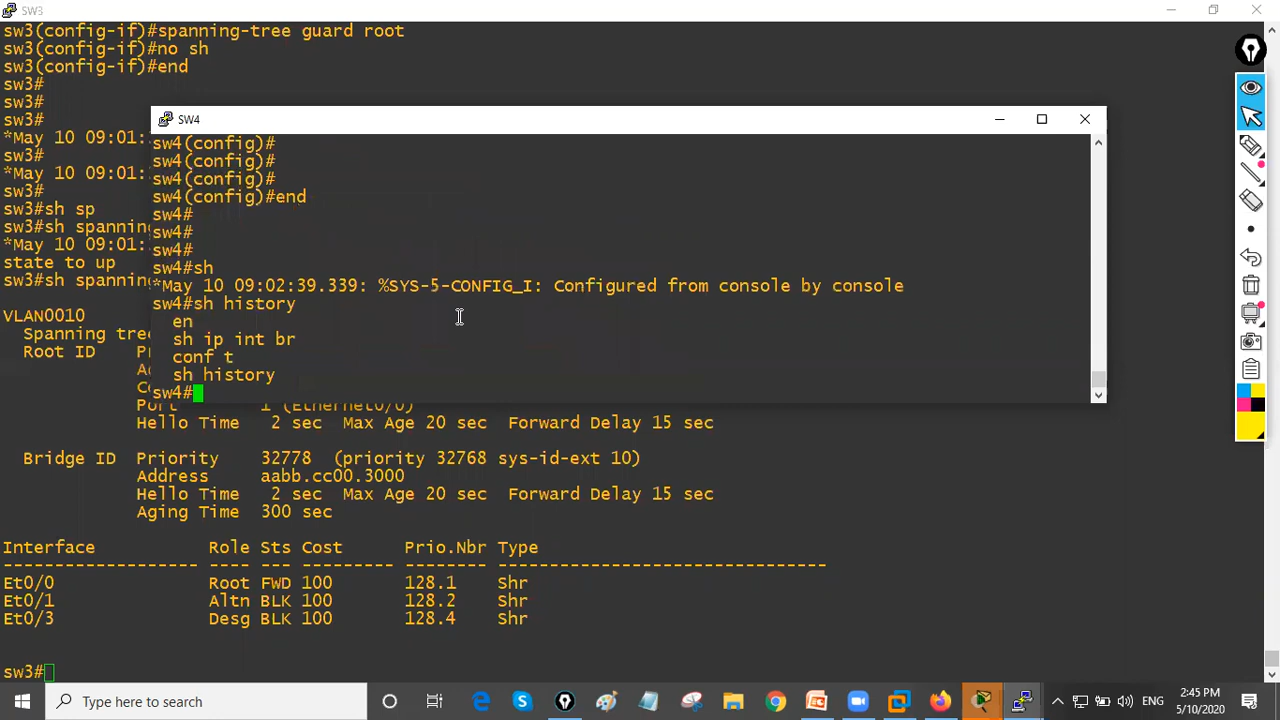 SW3
sw3(config-if)#spanning-tree guard root
sw3(config-if)#no sh
sw3(config-if)#end
sw3#
sw3#
sw3#
*May 10 09:01:
sw3#
*May 10 09:01:
sw3#
sw3#sh sp
sw3#sh spanning
*May 10 09:01:
state to up
sw3#sh spanning
VLAN0010
Spanning tree
Root ID
SW4
sw4(config)#
sw4(config)#
sw4(config)#
sw4(config)#end
sw4#
sw4#
sw4#
sw4#sh
*May 10 09:02:39.339: %SYS-5-CONFIG_I: Configured from console by console
sw4#sh history
en
sh ip int br
conf t
sh history
sw4#
Port 1 (Ethernet0/0)
Hello Time 2 sec Max Age 20 sec Forward Delay 15 sec
Bridge ID Priority 32778 (priority 32768 sys-id-ext 10)
Address aabb.cc00.3000
Hello Time 2 sec Max Age 20 sec Forward Delay 15 sec
Aging Time 300 sec
Interface Role Sts Cost Prio.Nbr Type
------------------- ---- --- --------- -------- --------------------------------
Et0/0 Root FWD 100 128.1 Shr
Et0/1 Altn BLK 100 128.2 Shr
Et0/3 Desg BLK 100 128.4 Shr
sw3#
Type here to search
ENG
2:45 PM
5/10/2020